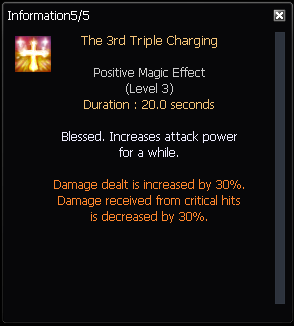 Information5/5
The 3rd Triple Charging
Positive Magic Effect
(Level 3)
Duration : 20.0 seconds
Blessed. Increases attack power
for a while.
Damage dealt is increased by 30%.
Damage received from critical hits
is decreased by 30%.